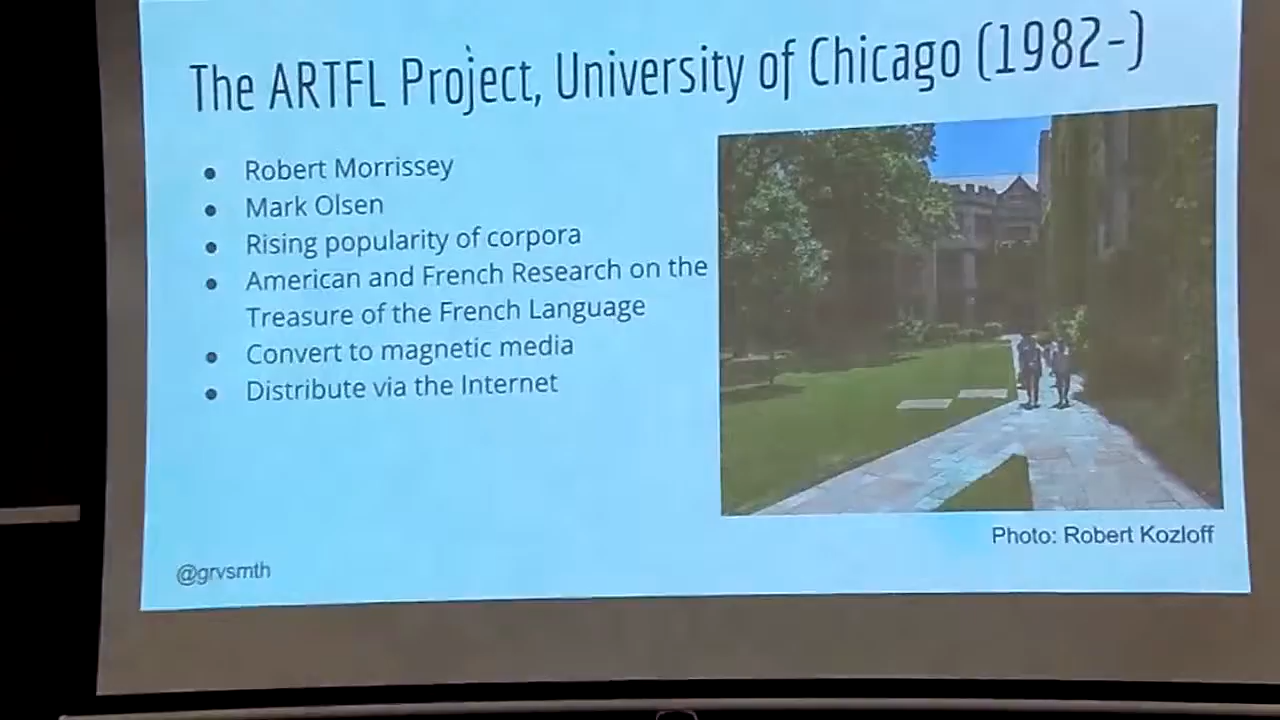 The ARTFL Project, University of Chicago (1982-)
Robert Morrissey
Mark Olsen
Rising popularity of corpora
American and French Research on the
Treasure of the French Language
Convert to magnetic media
Distribute via the Internet
Photo: Robert Kozloff
@grvsmth